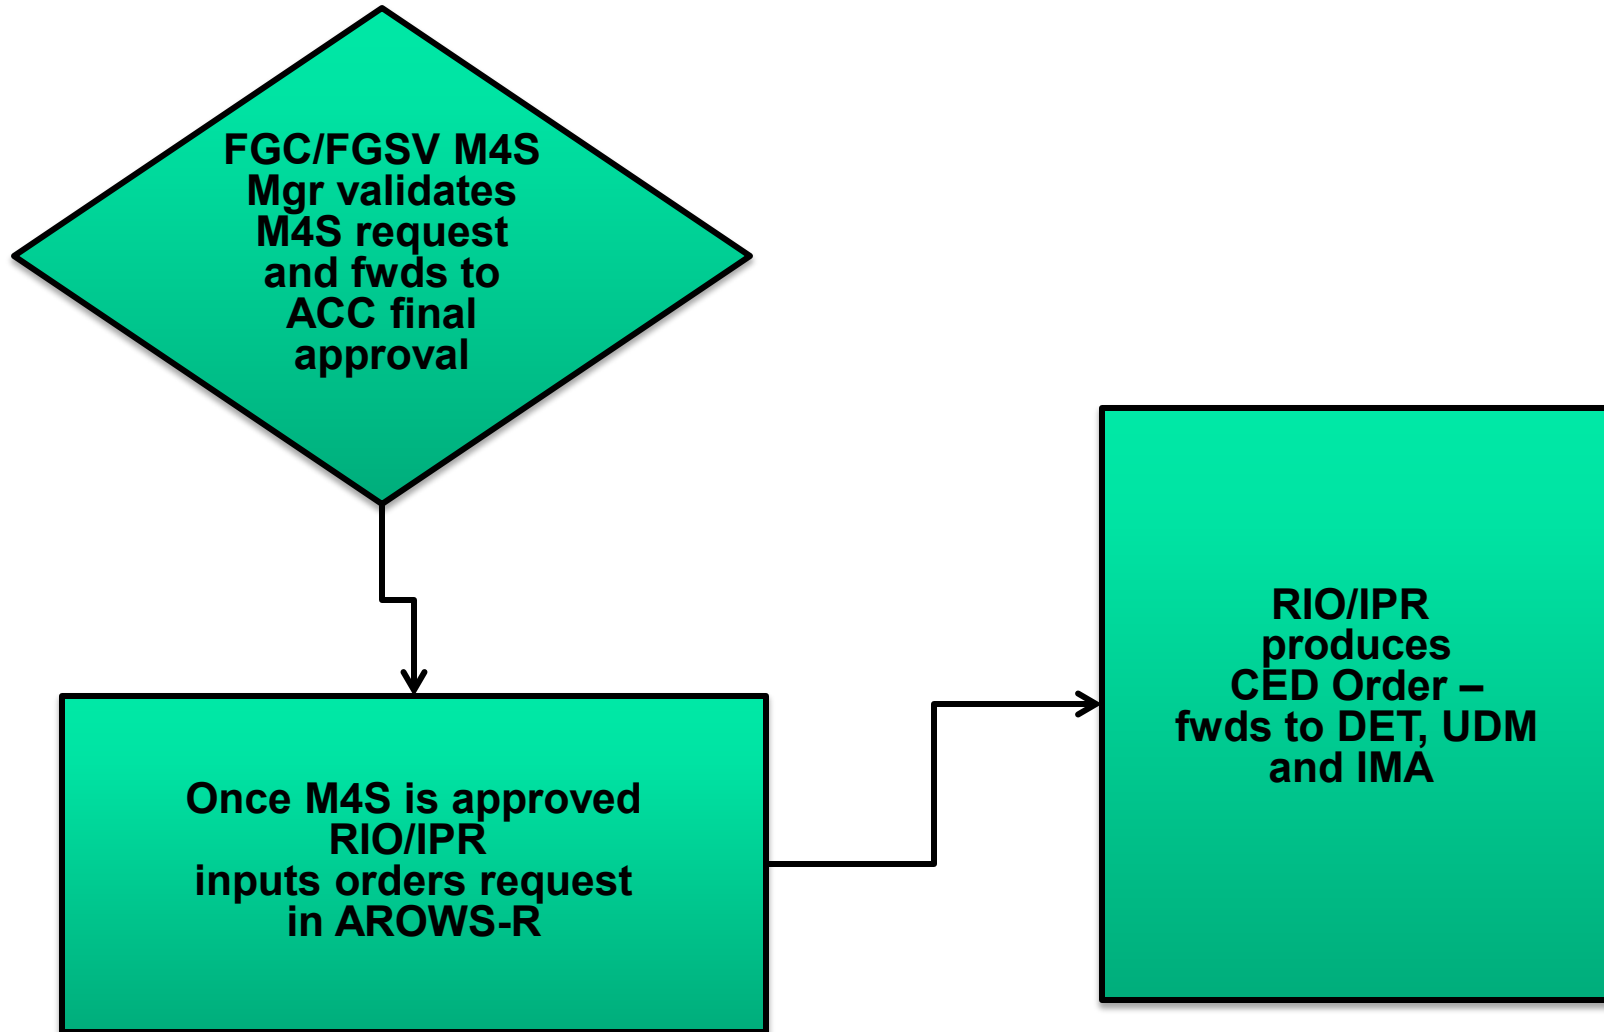 FGC/FGSV M4S
Mgr validates
M4S request
and fwds to
ACC final
approval
Once M4S is approved
RIO/IPR
inputs orders request
in AROWS-R
RIO/IPR
produces
CED Order –
fwds to DET, UDM
and IMA